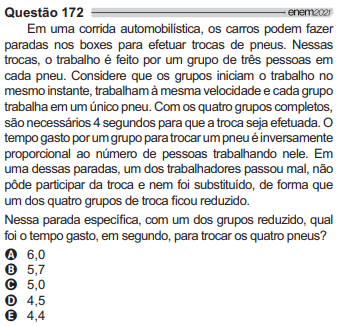 Questão 172 enem2021
Em uma corrida automobilística, os carros podem fazer
paradas nos boxes para efetuar trocas de pneus. Nessas
trocas, o trabalho é feito por um grupo de três pessoas em
cada pneu. Considere que os grupos iniciam o trabalho no
mesmo instante, trabalham à mesma velocidade e cada grupo
trabalha em um único pneu. Com os quatro grupos completos,
são necessários 4 segundos para que a troca seja efetuada. O
tempo gasto por um grupo para trocar um pneu é inversamente
proporcional ao número de pessoas trabalhando nele. Em
uma dessas paradas, um dos trabalhadores passou mal, não
pôde participar da troca e nem foi substituído, de forma que
um dos quatro grupos de troca ficou reduzido.
Nessa parada específica, com um dos grupos reduzido, qual
foi o tempo gasto, em segundo, para trocar os quatro pneus?
A 6,0
B 5,7
C 5,0
D 4,5
E 4,4